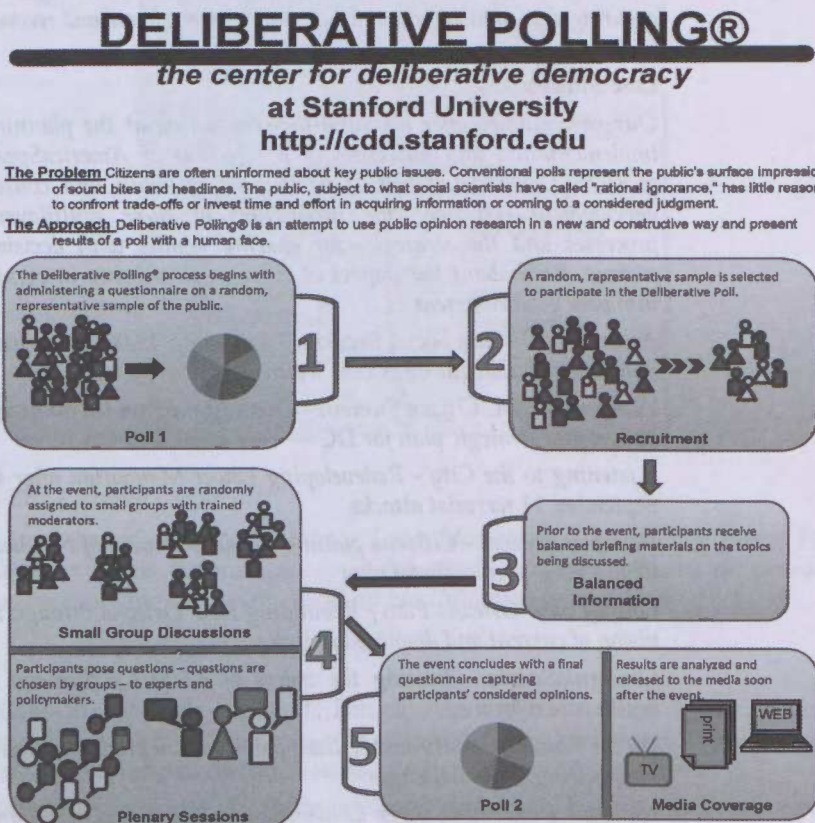 DELIBERATIVE POLLING®
the center for deliberative democracy
at Stanford University
http://cdd.stanford.edu
The Problem Citizens are often uninformed about key public issues. Conventional polls represent the public's surface impressio
of sound bites and headlines. The public, subject to what social scientists have called "rational ignorance," has little reaso
to confront trade-offs or invest time and effort in acquiring information or coming to a considered judgment.
The Approach Deliberative Polling® is an attempt to use public opinion research in a new and constructive way and present
results of a poll with a human face.
The Deliberative Polling® process begins with
administering a questionnaire on a random,
representative sample of the public.
Poll 1
1
2
A random, representative sample is selected
to participate in the Deliberative Poll.
Recruitment
3
Prior to the event, participants receive
balanced briefing materials on the topics
being discussed.
Balanced
Information
At the event, participants are randomly
assigned to small groups with trained
moderators.
Small Group Discussions
4
Participants pose questions – questions are
chosen by groups – to experts and
policymakers.
Plenary Sessions
5
The event concludes with a final
questionnaire capturing
participants' considered opinions.
Poll 2
Results are analyzed and
released to the media soon
after the event.
TV
print
WEB
Media Coverage